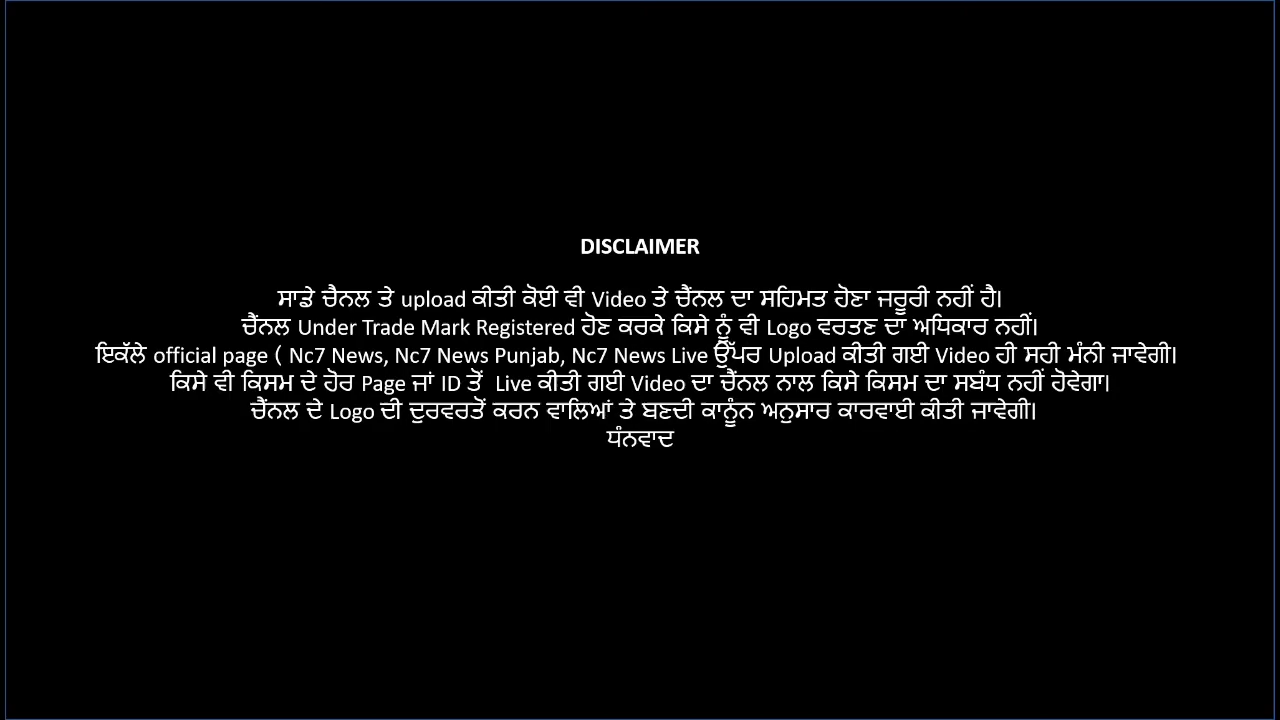 DISCLAIMER
ਸਾਡੇ ਚੈਨਲ ਤੇ upload ਕੀਤੀ ਕੋਈ ਵੀ Video ਤੇ ਚੈਂਨਲ ਦਾ ਸਹਿਮਤ ਹੋਣਾ ਜਰੂਰੀ ਨਹੀਂ ਹੈ।
ਚੈਂਨਲ Under Trade Mark Registered ਹੋਣ ਕਰਕੇ ਕਿਸੇ ਨੂੰ ਵੀ Logo ਵਰਤਣ ਦਾ ਅਧਿਕਾਰ ਨਹੀਂ।
ਇਕੱਲੇ official page ( Nc7 News, Nc7 News Punjab, Nc7 News Live ਉੱਪਰ Upload ਕੀਤੀ ਗਈ Video ਹੀ ਸਹੀ ਮੰਨੀ ਜਾਵੇਗੀ।
ਕਿਸੇ ਵੀ ਕਿਸਮ ਦੇ ਹੋਰ Page ਜਾਂ ID ਤੋਂ Live ਕੀਤੀ ਗਈ Video ਦਾ ਚੈਂਨਲ ਨਾਲ ਕਿਸੇ ਕਿਸਮ ਦਾ ਸਬੰਧ ਨਹੀਂ ਹੋਵੇਗਾ।
ਚੈਂਨਲ ਦੇ Logo ਦੀ ਦੁਰਵਰਤੋਂ ਕਰਨ ਵਾਲਿਆਂ ਤੇ ਬਣਦੀ ਕਾਨੂੰਨ ਅਨੁਸਾਰ ਕਾਰਵਾਈ ਕੀਤੀ ਜਾਵੇਗੀ।
ਧੰਨਵਾਦ